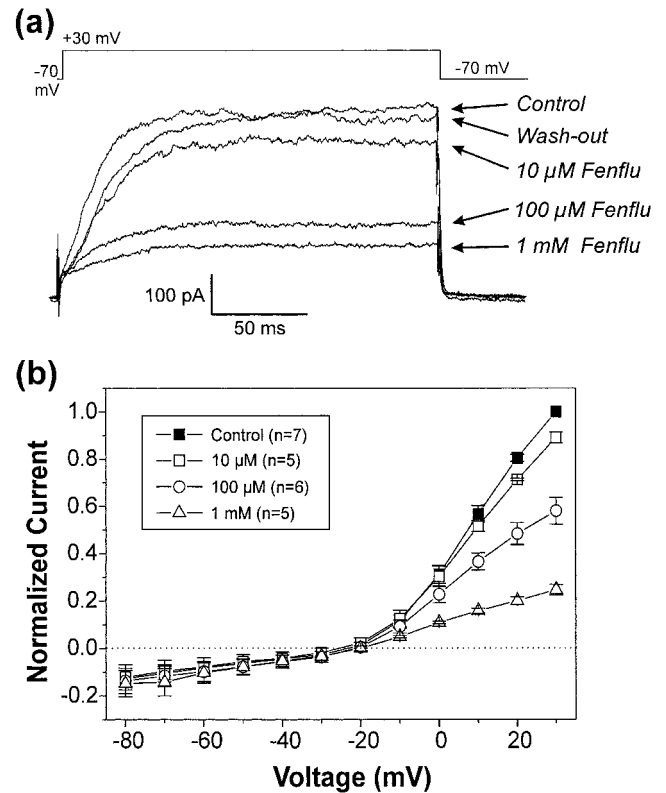 (a)
+30 mV
-70 mV
-70 mV
Control
Wash-out
10 µM Fenflu
100 µM Fenflu
1 mM Fenflu
100 pA
50 ms
(b)
Normalized Current
1.0
0.8
0.6
0.4
0.2
0.0
-0.2
Control (n=7)
10 µM (n=5)
100 µM (n=6)
1 mM (n=5)
-80
-60
-40
-20
0
20
Voltage (mV)